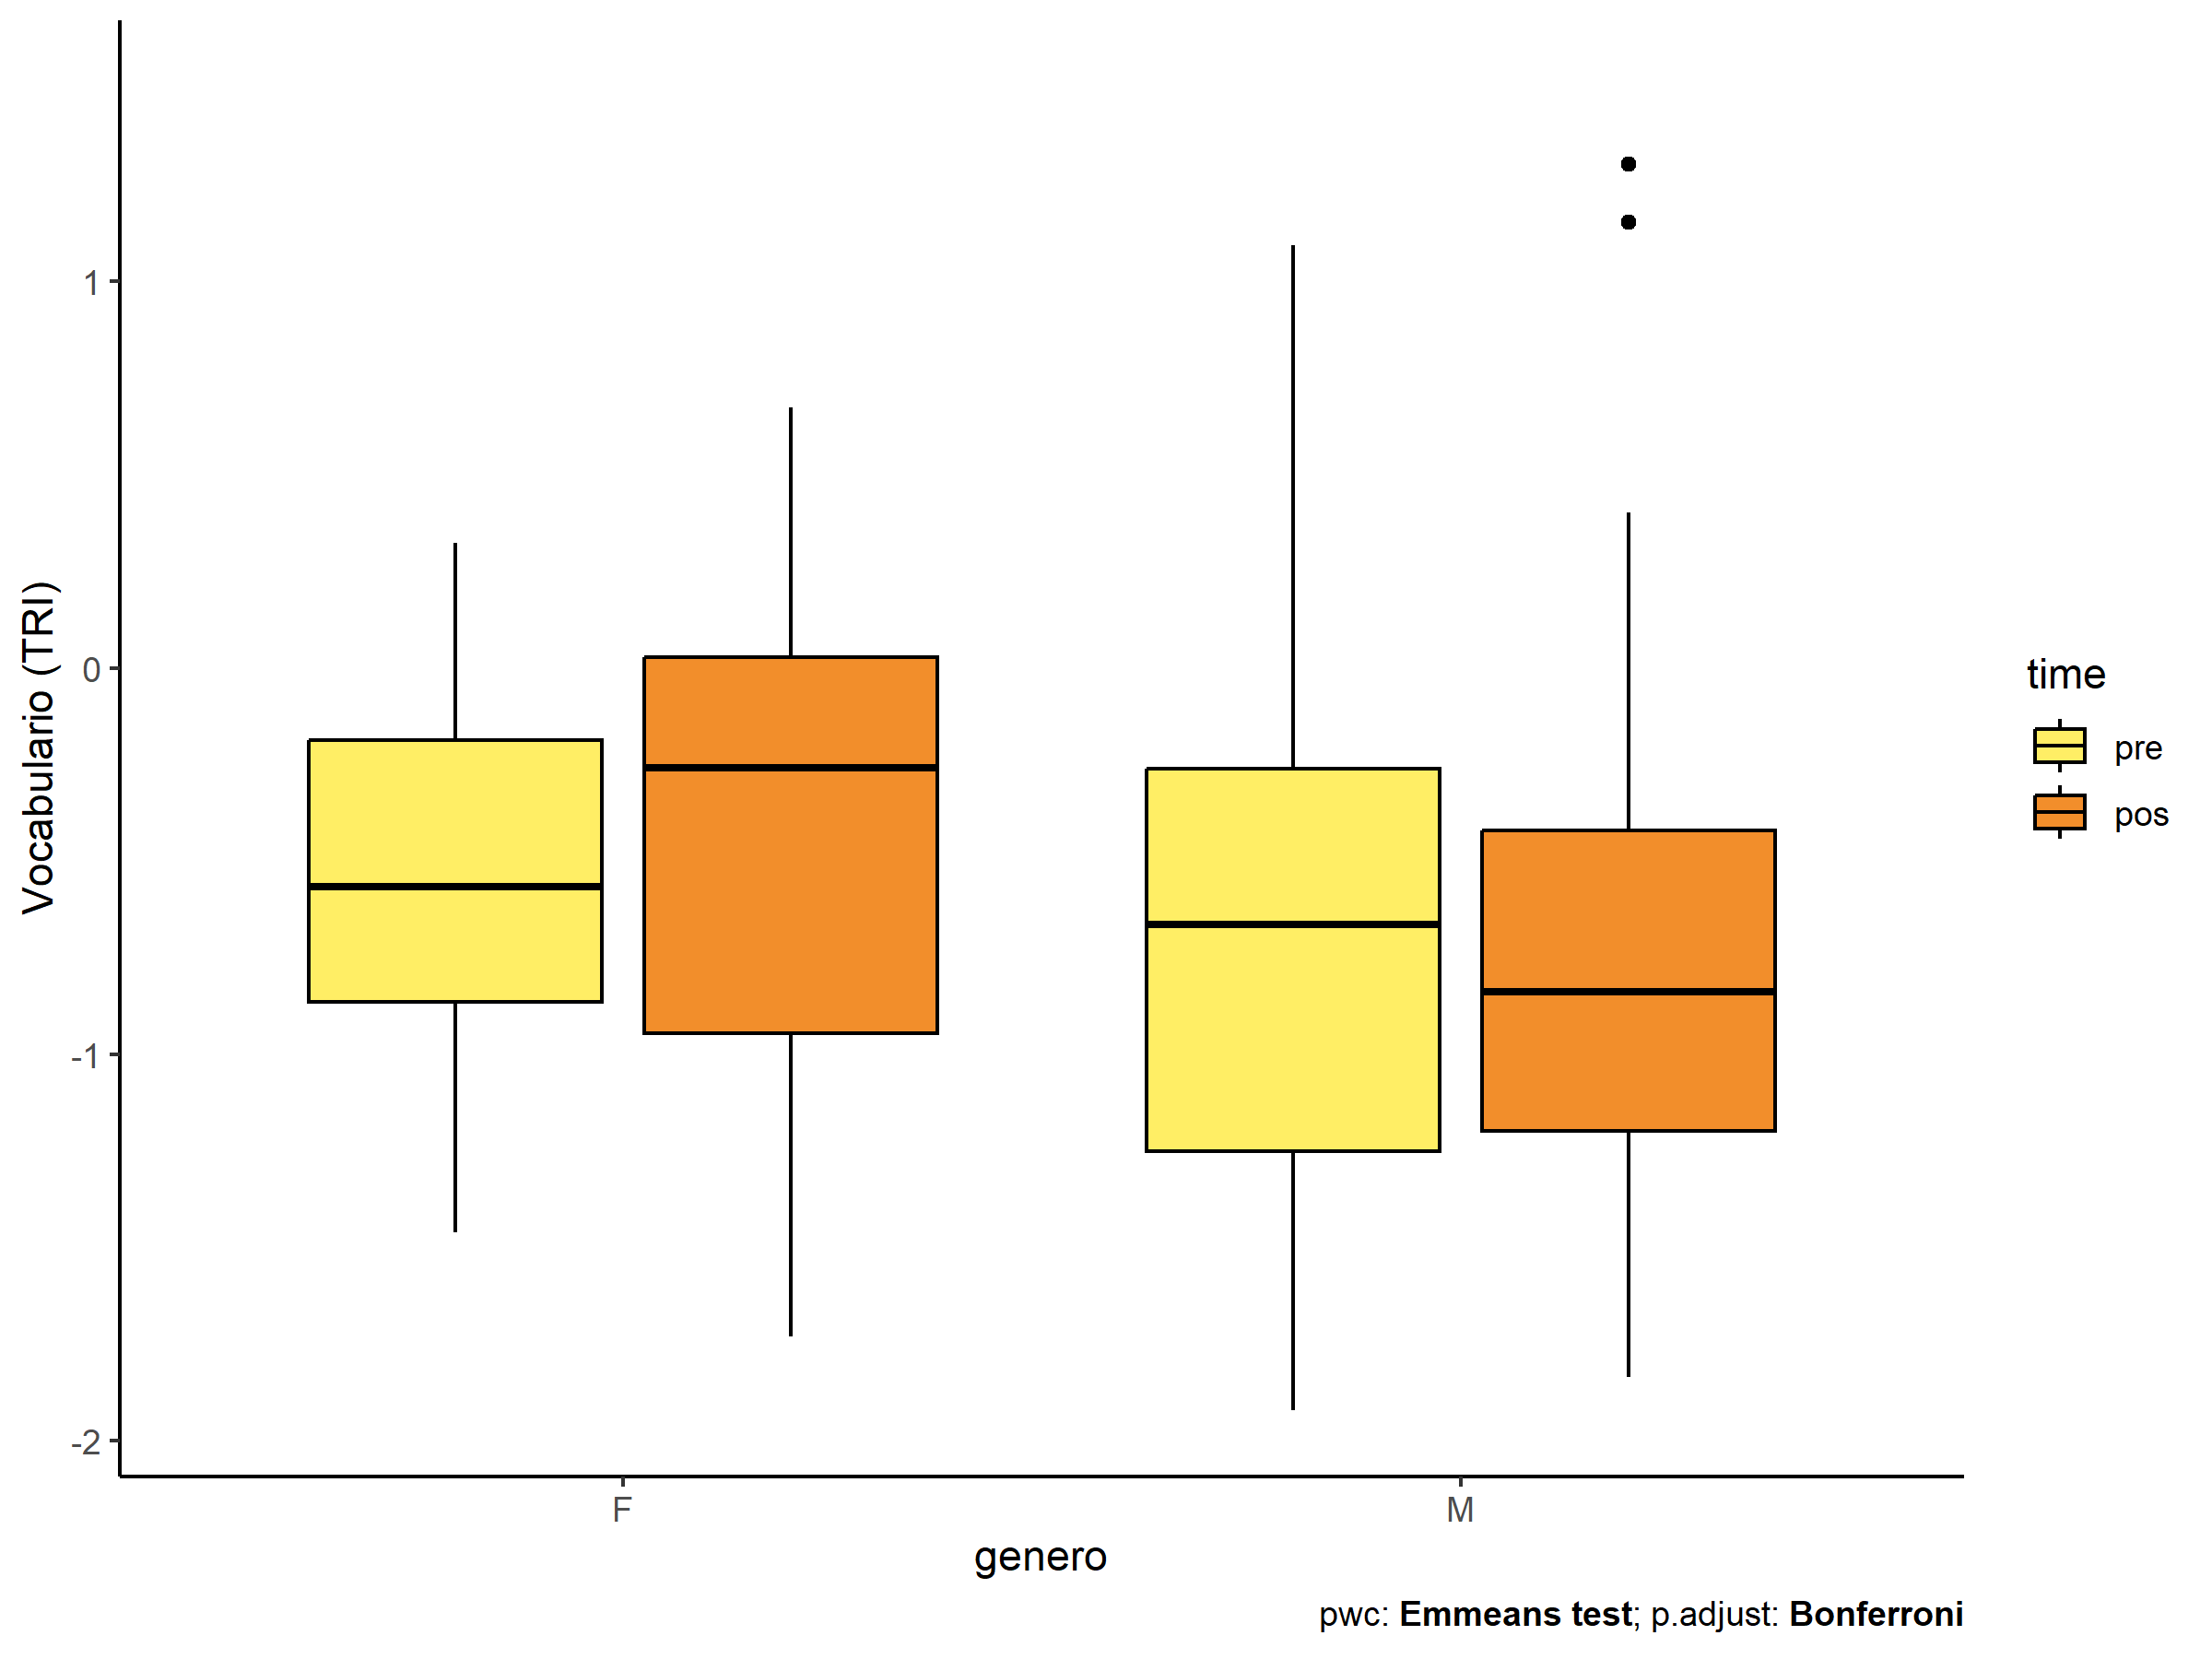 Vocabulario (TRI)
1
0
-1
-2
F
M
genero
time
pre
pos
pwc: Emmeans test; p.adjust: Bonferroni